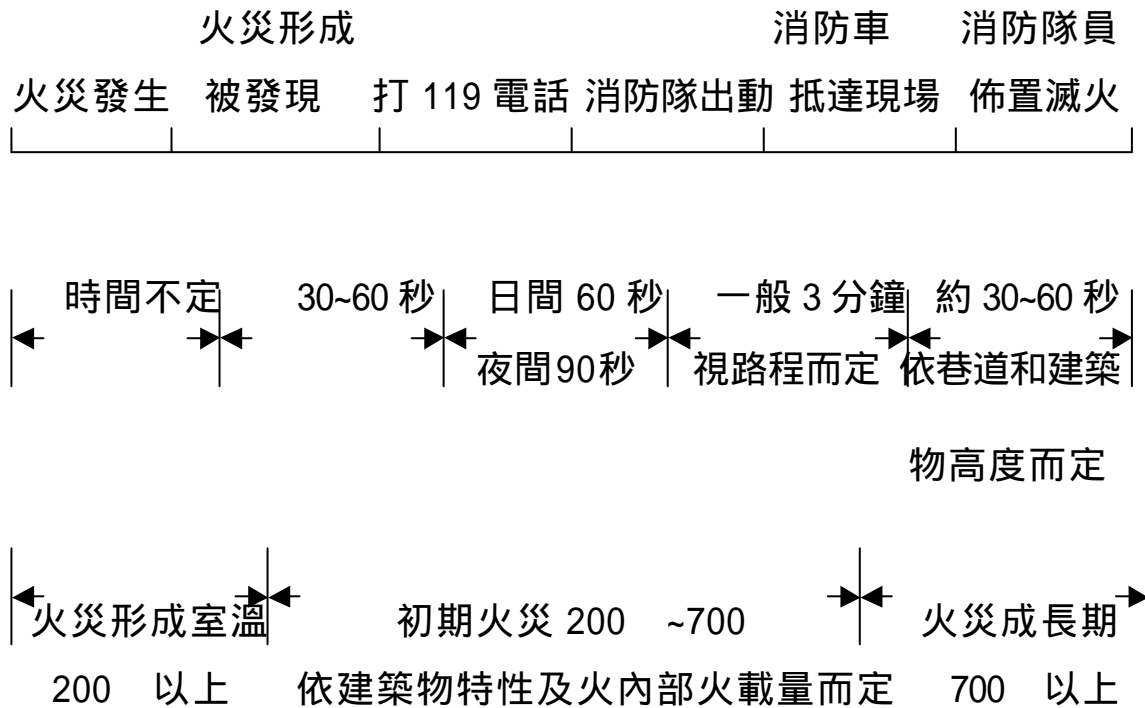 火災形成 消防車 消防隊員
火災發生 被發現 打 119 電話 消防隊出動 抵達現場 佈置滅火
時間不定 30~60 秒 日間 60 秒 一般 3 分鐘 約 30~60 秒
夜間90秒 視路程而定 依巷道和建築
物高度而定
火災形成室溫 初期火災 200 ~700 火災成長期
200 以上 依建築物特性及火內部火載量而定 700 以上